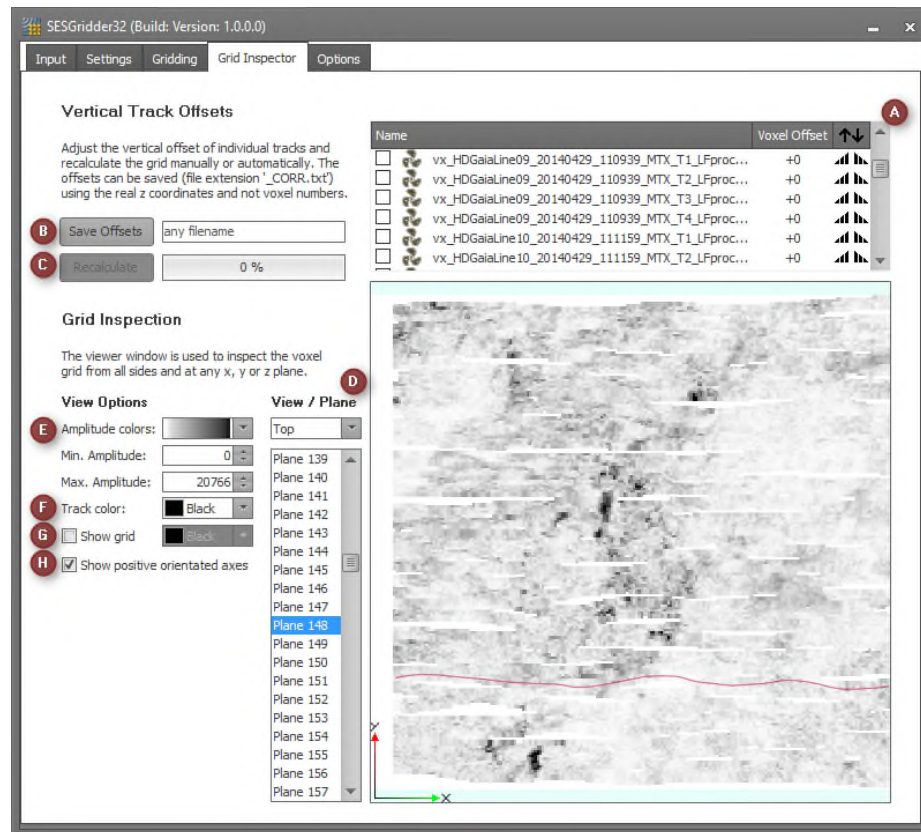 SESGridder32 (Build: Version: 1.0.0.0)
Input Settings Gridding Grid Inspector Options
Vertical Track Offsets
Adjust the vertical offset of individual tracks and
recalculate the grid manually or automatically. The
offsets can be saved (file extension '_CORR.txt')
using the real z coordinates and not voxel numbers.
B Save Offsets any filename
C Recalculate 0 %
A
Name Voxel Offset
vx_HDGaiaLine09_20140429_110939_MTX_T1_LFproc... +0
vx_HDGaiaLine09_20140429_110939_MTX_T2_LFproc... +0
vx_HDGaiaLine09_20140429_110939_MTX_T3_LFproc... +0
vx_HDGaiaLine09_20140429_110939_MTX_T4_LFproc... +0
vx_HDGaiaLine10_20140429_111159_MTX_T1_LFproc... +0
vx_HDGaiaLine10_20140429_111159_MTX_T2_LFproc... +0
Grid Inspection
The viewer window is used to inspect the voxel
grid from all sides and at any x, y or z plane.
D
View Options
E Amplitude colors:
Min. Amplitude: 0
Max. Amplitude: 20766
F Track color: Black
G Show grid Black
H Show positive orientated axes
View / Plane
Top
Plane 139
Plane 140
Plane 141
Plane 142
Plane 143
Plane 144
Plane 145
Plane 146
Plane 147
Plane 148
Plane 149
Plane 150
Plane 151
Plane 152
Plane 153
Plane 154
Plane 155
Plane 156
Plane 157
Y
X